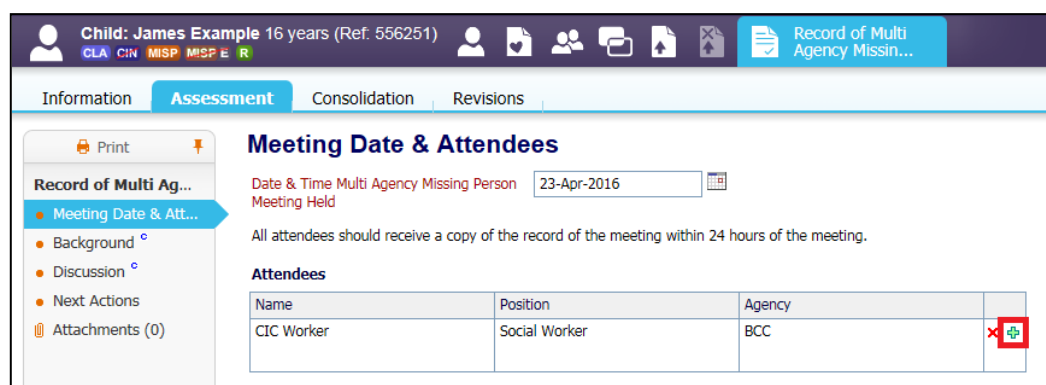 Child: James Example 16 years (Ref: 556251)
CLA CIN MISP MISP E R
Record of Multi
Agency Missin...
Information Assessment Consolidation Revisions
Print
Record of Multi Ag...
Meeting Date & Att...
Background c
Discussion c
Next Actions
Attachments (0)
Meeting Date & Attendees
Date & Time Multi Agency Missing Person 23-Apr-2016
Meeting Held
All attendees should receive a copy of the record of the meeting within 24 hours of the meeting.
Attendees
Name Position Agency
CIC Worker Social Worker BCC